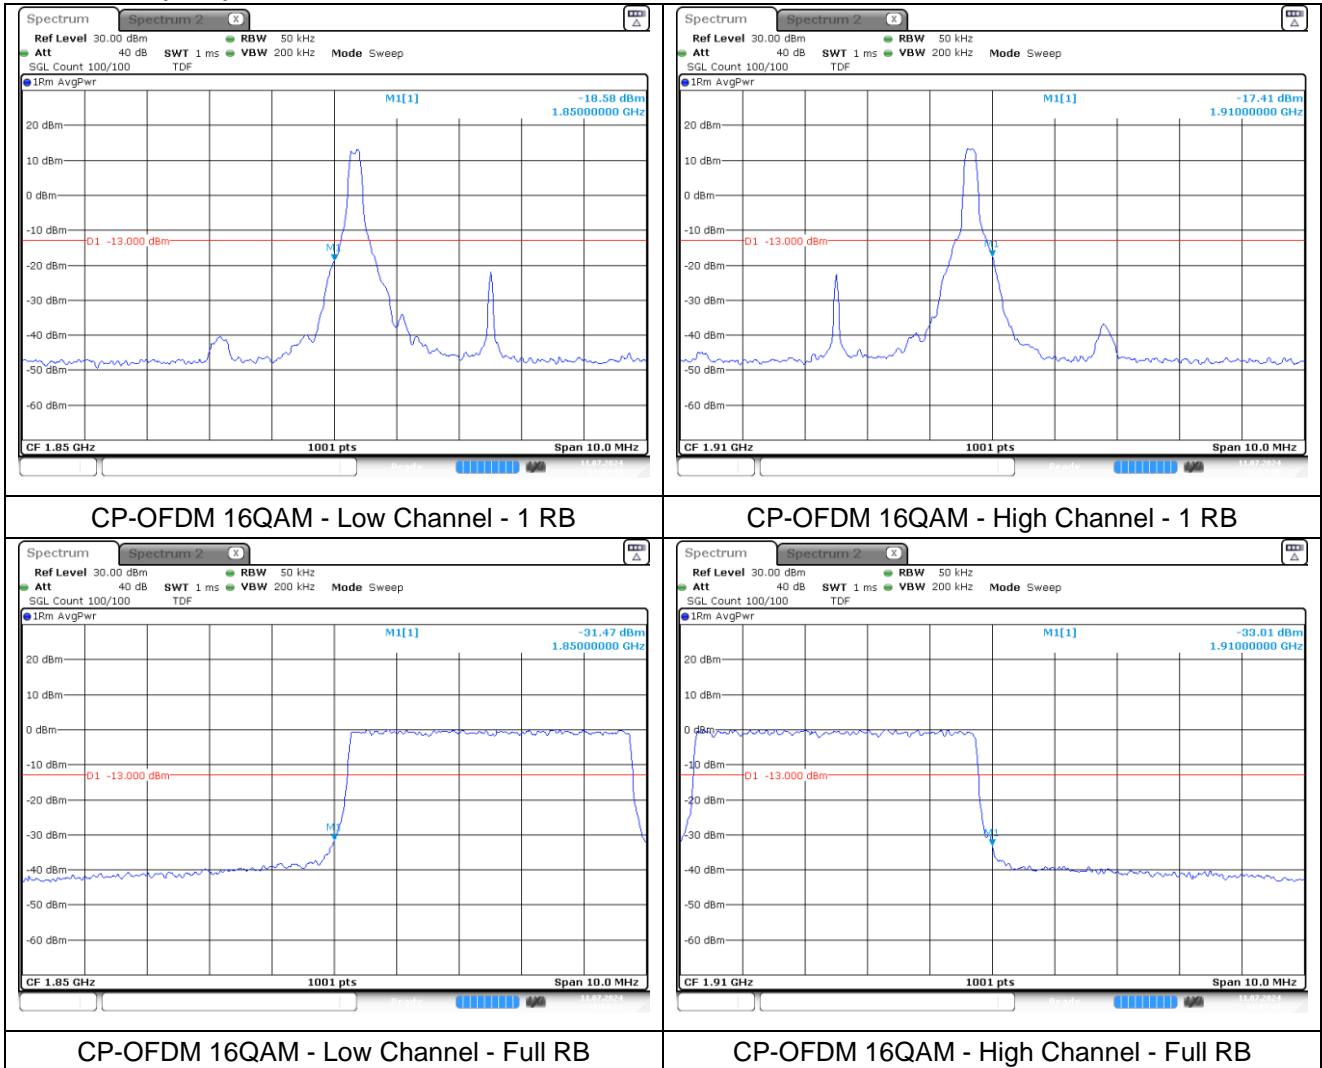 Spectrum Spectrum 2 X
Ref Level 30.00 dBm RBW 50 kHz
Att 40 dB SWT 1 ms VBW 200 kHz Mode Sweep
SGL Count 100/100 TDF
1Rm AvgPwr
M1[1] -18.58 dBm
1.85000000 GHz
20 dBm
10 dBm
0 dBm
-10 dBm
D1 -13.000 dBm
M1
-20 dBm
-30 dBm
-40 dBm
-50 dBm
-60 dBm
CF 1.85 GHz 1001 pts Span 10.0 MHz
Ready 11.07.2024
CP-OFDM 16QAM - Low Channel - 1 RB
Spectrum Spectrum 2 X
Ref Level 30.00 dBm RBW 50 kHz
Att 40 dB SWT 1 ms VBW 200 kHz Mode Sweep
SGL Count 100/100 TDF
1Rm AvgPwr
M1[1] -17.41 dBm
1.91000000 GHz
20 dBm
10 dBm
0 dBm
-10 dBm
D1 -13.000 dBm
M1
-20 dBm
-30 dBm
-40 dBm
-50 dBm
-60 dBm
CF 1.91 GHz 1001 pts Span 10.0 MHz
Ready 11.07.2024
CP-OFDM 16QAM - High Channel - 1 RB
Spectrum Spectrum 2 X
Ref Level 30.00 dBm RBW 50 kHz
Att 40 dB SWT 1 ms VBW 200 kHz Mode Sweep
SGL Count 100/100 TDF
1Rm AvgPwr
M1[1] -31.47 dBm
1.85000000 GHz
20 dBm
10 dBm
0 dBm
-10 dBm
D1 -13.000 dBm
-20 dBm
M1
-30 dBm
-40 dBm
-50 dBm
-60 dBm
CF 1.85 GHz 1001 pts Span 10.0 MHz
Ready 11.07.2024
CP-OFDM 16QAM - Low Channel - Full RB
Spectrum Spectrum 2 X
Ref Level 30.00 dBm RBW 50 kHz
Att 40 dB SWT 1 ms VBW 200 kHz Mode Sweep
SGL Count 100/100 TDF
1Rm AvgPwr
M1[1] -33.01 dBm
1.91000000 GHz
20 dBm
10 dBm
0 dBm
-10 dBm
D1 -13.000 dBm
-20 dBm
M1
-30 dBm
-40 dBm
-50 dBm
-60 dBm
CF 1.91 GHz 1001 pts Span 10.0 MHz
Ready 11.07.2024
CP-OFDM 16QAM - High Channel - Full RB